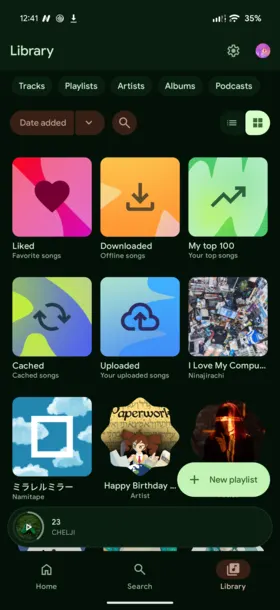 12:41
35%
Library
Tracks
Playlists
Artists
Albums
Podcasts
Date added
Liked
Favorite songs
Downloaded
Offline songs
My top 100
Your top songs
Cached
Cached songs
Uploaded
Your uploaded songs
I Love My Compu...
Ninajirachi
ミラレルミラー
Namitape
Paperwork
Happy Birthday ...
Artist
New playlist
23
CHELJI
Home
Search
Library